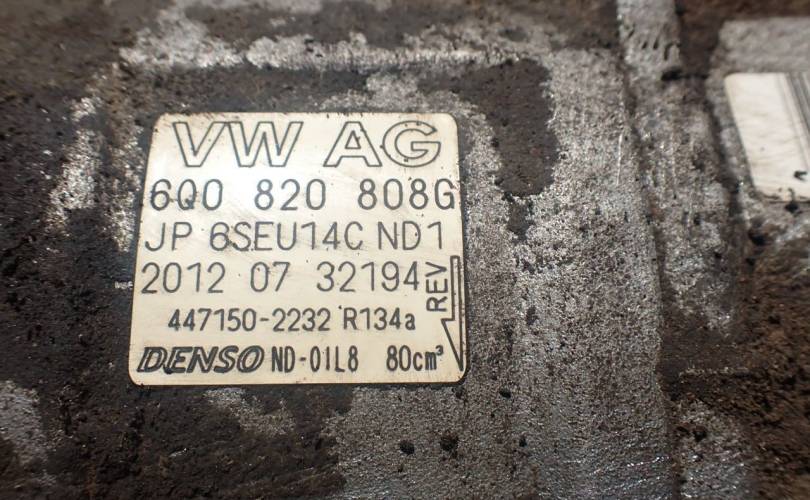 VW AG
6Q0 820 808G
JP 6SEU14C ND1
2012 07 32194
REV
447150-2232 R134a
DENSO ND-OIL8 80cm³